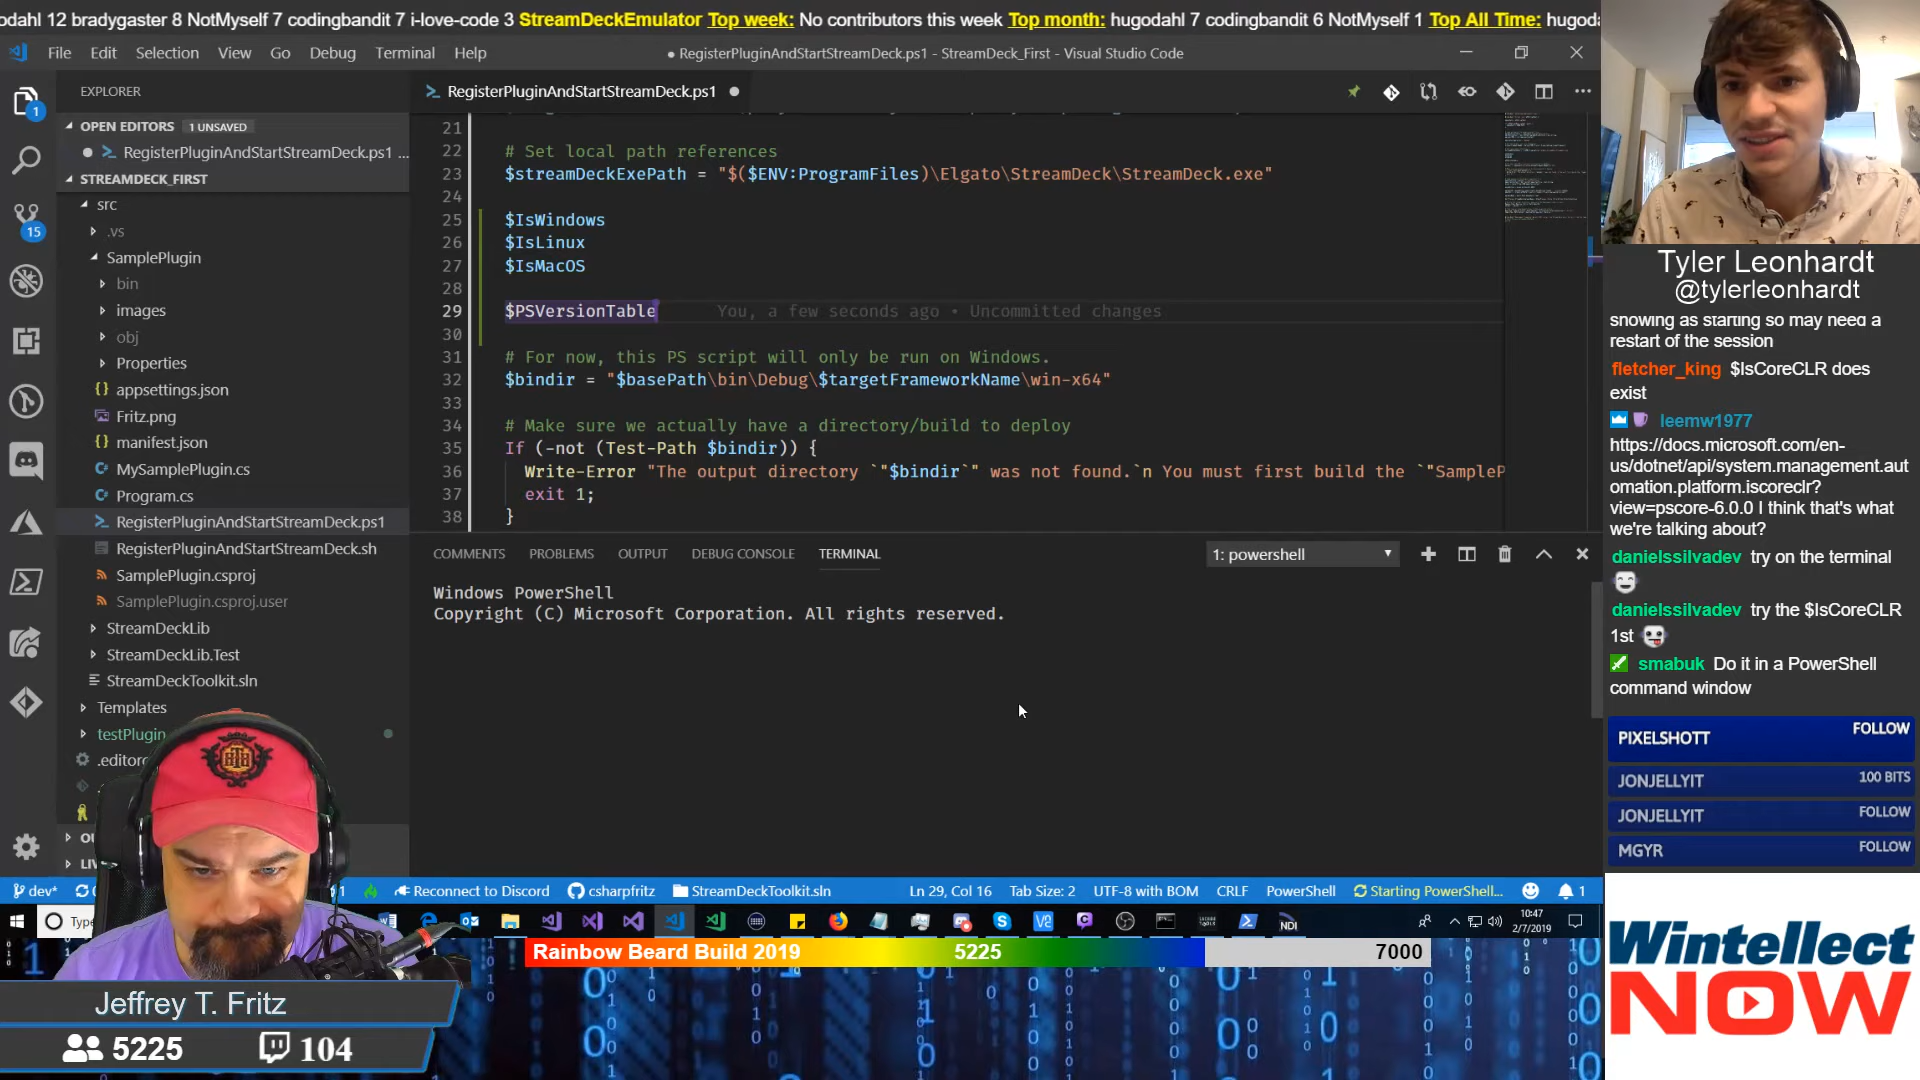 odahl 12 bradygaster 8 NotMyself 7 codingbandit 7 i-love-code 3 StreamDeckEmulator Top week: No contributors this week Top month: hugodahl 7 codingbandit 6 NotMyself 1 Top All Time: hugoda
File Edit Selection View Go Debug Terminal Help
● RegisterPluginAndStartStreamDeck.ps1 - StreamDeck_First - Visual Studio Code
EXPLORER
OPEN EDITORS 1 UNSAVED
RegisterPluginAndStartStreamDeck.ps1 ...
STREAMDECK_FIRST
src
.vs
SamplePlugin
bin
images
obj
Properties
appsettings.json
Fritz.png
manifest.json
MySamplePlugin.cs
Program.cs
RegisterPluginAndStartStreamDeck.ps1
RegisterPluginAndStartStreamDeck.sh
SamplePlugin.csproj
SamplePlugin.csproj.user
StreamDeckLib
StreamDeckLib.Test
StreamDeckToolkit.sln
Templates
testPlugin
1
15
RegisterPluginAndStartStreamDeck.ps1
21
22 # Set local path references
23 $streamDeckExePath = "$($ENV:ProgramFiles)\Elgato\StreamDeck\StreamDeck.exe"
24
25 $IsWindows
26 $IsLinux
27 $IsMacOS
28
29 $PSVersionTable You, a few seconds ago • Uncommitted changes
30
31 # For now, this PS script will only be run on Windows.
32 $bindir = "$basePath\bin\Debug\$targetFrameworkName\win-x64"
33
34 # Make sure we actually have a directory/build to deploy
35 If (-not (Test-Path $bindir)) {
36 Write-Error "The output directory `"$bindir`" was not found.`n You must first build the `"SampleP
37 exit 1;
38 }
COMMENTS PROBLEMS OUTPUT DEBUG CONSOLE TERMINAL
1: powershell
Windows PowerShell
Copyright (C) Microsoft Corporation. All rights reserved.
dev* Reconnect to Discord csharpfritz StreamDeckToolkit.sln Ln 29, Col 16 Tab Size: 2 UTF-8 with BOM CRLF PowerShell Starting PowerShell... 1
Type
10:47
2/7/2019
Rainbow Beard Build 2019 5225 7000
Jeffrey T. Fritz
5225 104
Tyler Leonhardt
@tylerleonhardt
snowing as starting so may need a
restart of the session
fletcher_king $IsCoreCLR does
exist
leemw1977
https://docs.microsoft.com/en-
us/dotnet/api/system.management.aut
omation.platform.iscoreclr?
view=pscore-6.0.0 I think that's what
we're talking about?
danielssilvadev try on the terminal
danielssilvadev try the $IsCoreCLR
1st
smabuk Do it in a PowerShell
command window
PIXELSHOTT FOLLOW
JONJELLYIT 100 BITS
JONJELLYIT FOLLOW
MGYR FOLLOW
Wintellect
NOW